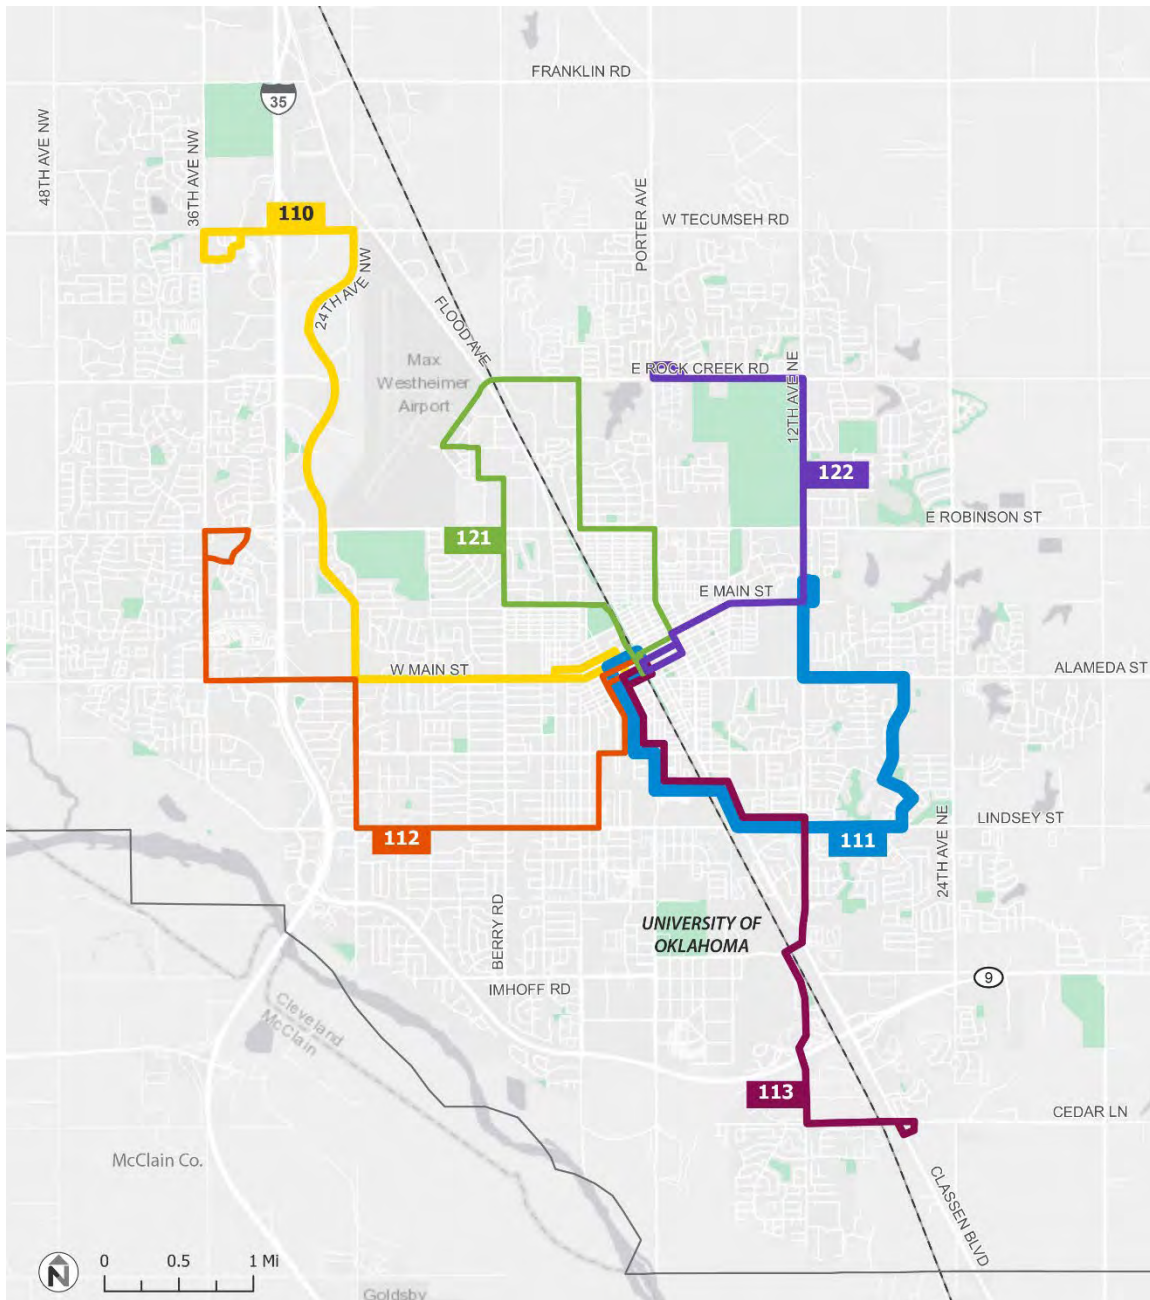 FRANKLIN RD
35
48TH AVE NW
36TH AVE NW
110
PORTER AVE
W TECUMSEH RD
24TH AVE NW
FLOOD AVE
Max
Westheimer
Airport
E ROCK CREEK RD
12TH AVE NE
122
E ROBINSON ST
121
E MAIN ST
W MAIN ST
ALAMEDA ST
LINDSEY ST
112
111
24TH AVE NE
BERRY RD
UNIVERSITY OF
OKLAHOMA
IMHOFF RD
9
Cleveland
McClain
113
CEDAR LN
McClain Co.
CLASSEN BLVD
N
0 0.5 1 Mi
Goldsby